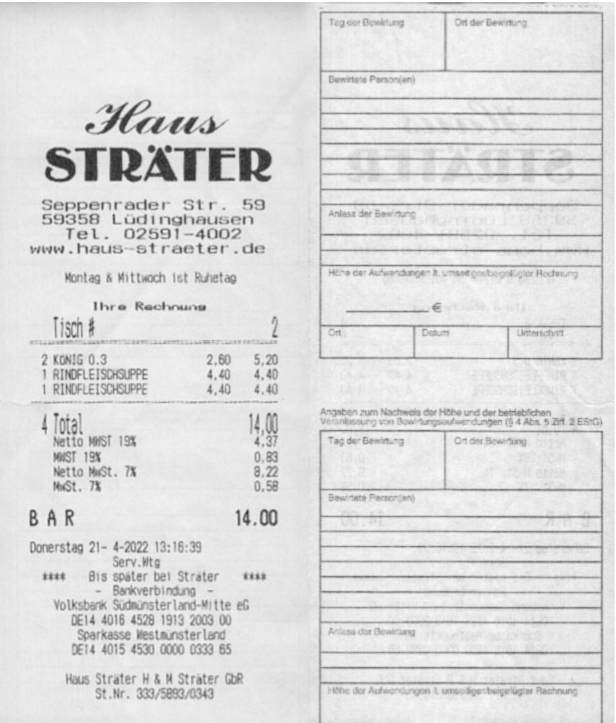 Haus
STRÄTER
Seppenrader Str. 59
59358 Lüdinghausen
Tel. 02591-4002
www.haus-straeter.de
Montag & Mittwoch ist Ruhetag
Ihre Rechnung
Tisch # 2
2 KÖNIG 0.3 2,60 5,20
1 RINDFLEISCHSUPPE 4,40 4,40
1 RINDFLEISCHSUPPE 4,40 4,40
4 Total 14,00
Netto MWST 19% 4.37
MWST 19% 0.83
Netto MwSt. 7% 8.22
MwSt. 7% 0.58
BAR 14.00
Donerstag 21- 4-2022 13:16:39
Serv.Wtg
**** Bis später bei Sträter ****
- Bankverbindung -
Volksbank Südmünsterland-Mitte eG
DE14 4016 4528 1913 2003 00
Sparkasse Westmünsterland
DE14 4015 4530 0000 0333 65
Haus Sträter H & M Sträter GbR
St.Nr. 333/5893/0343
Tag der Bewirtung Ort der Bewirtung
Bewirtete Person(en)
Anlass der Bewirtung
Höhe der Aufwendungen lt. umseitiger/beigefügter Rechnung
€
Ort Datum Unterschrift
Angaben zum Nachweis der Höhe und der betrieblichen
Veranlassung von Bewirtungsaufwendungen (§ 4 Abs. 5 Ziff. 2 EStG)
Tag der Bewirtung Ort der Bewirtung
Bewirtete Person(en)
Anlass der Bewirtung
Höhe der Aufwendungen lt. umseitiger/beigefügter Rechnung